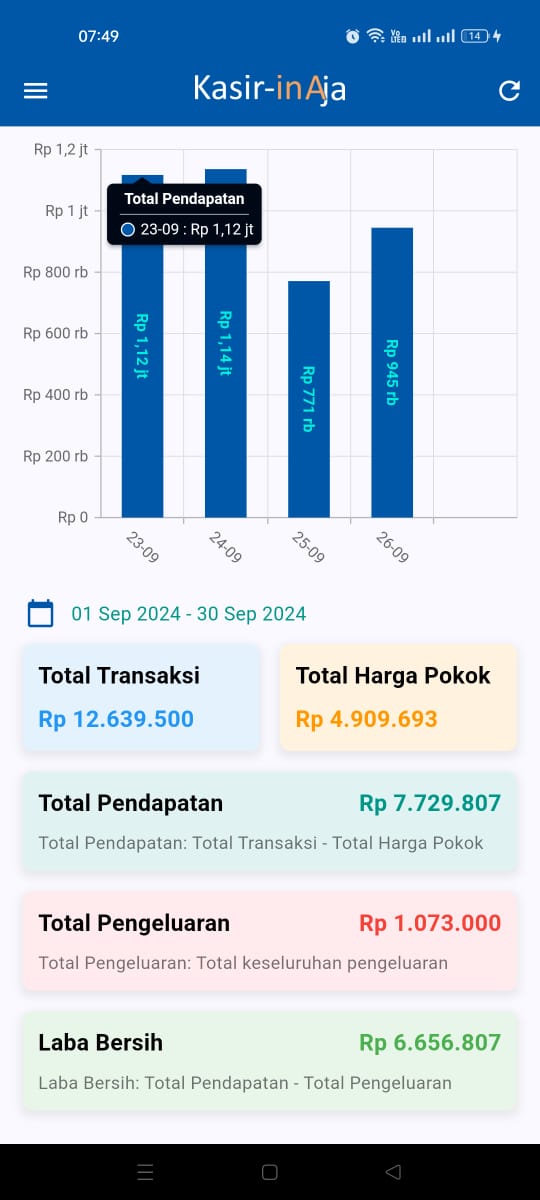 07:49
Vo
LTE2
14
Kasir-inAja
Rp 1,2 jt
Rp 1 jt
Rp 800 rb
Rp 600 rb
Rp 400 rb
Rp 200 rb
Rp 0
Total Pendapatan
23-09 : Rp 1,12 jt
Rp 1,12 jt
Rp 1,14 jt
Rp 771 rb
Rp 945 rb
23-09
24-09
25-09
26-09
01 Sep 2024 - 30 Sep 2024
Total Transaksi
Rp 12.639.500
Total Harga Pokok
Rp 4.909.693
Total Pendapatan Rp 7.729.807
Total Pendapatan: Total Transaksi - Total Harga Pokok
Total Pengeluaran Rp 1.073.000
Total Pengeluaran: Total keseluruhan pengeluaran
Laba Bersih Rp 6.656.807
Laba Bersih: Total Pendapatan - Total Pengeluaran